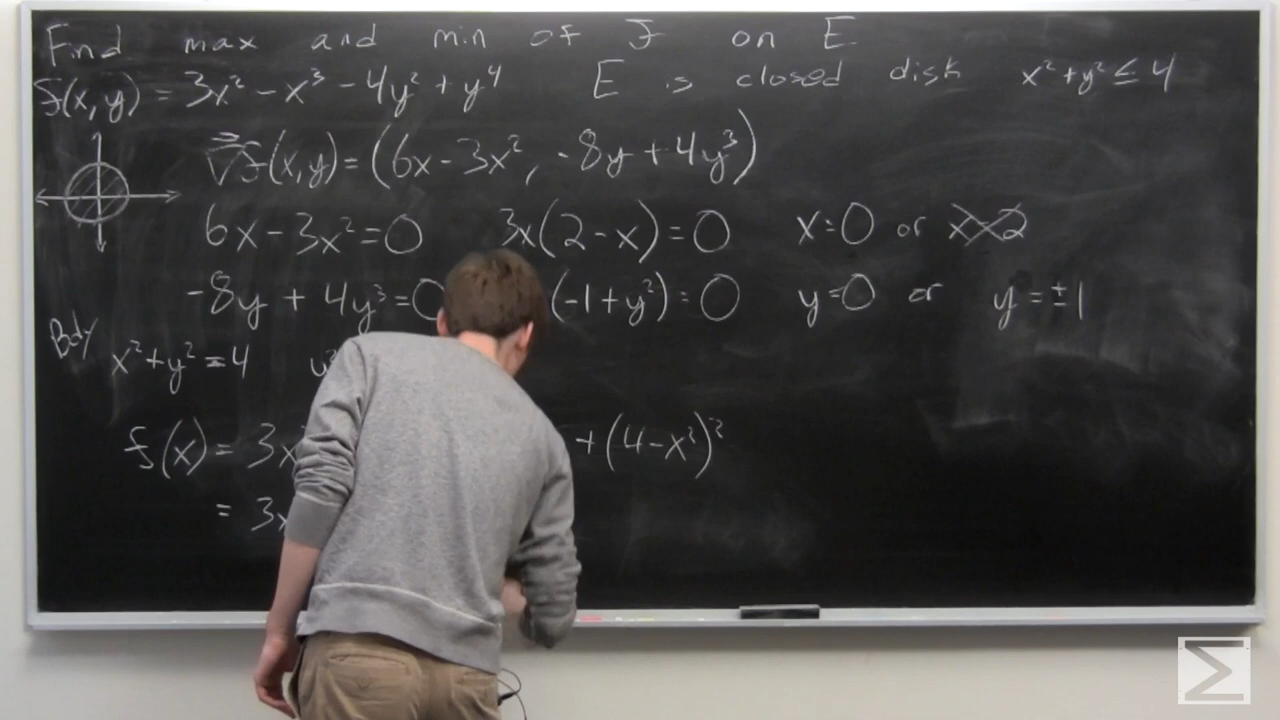 Find max and min of f on E
f(x, y) = 3x² - x³ - 4y² + y⁴ E is closed disk x² + y² ≤ 4
∇f(x,y) = (6x - 3x², -8y + 4y³)
6x - 3x² = 0 3x(2 - x) = 0 x = 0 or x=2
-8y + 4y³ = 0 (-1 + y²) = 0 y = 0 or y = ±1
Bdy x² + y² = 4 y²
f(x) = 3x² + (4 - x²)²
= 3x
Σ